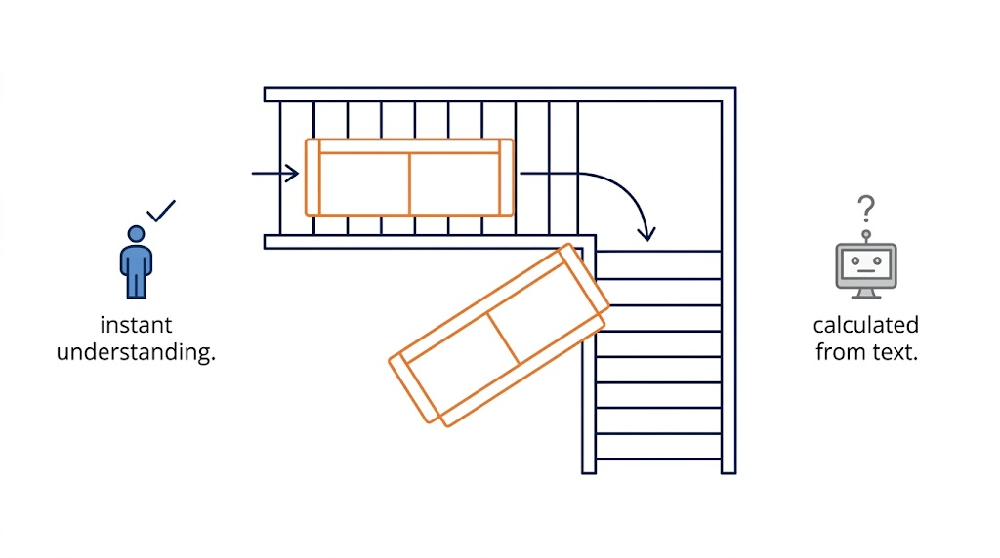 instant
understanding.
?
calculated
from text.